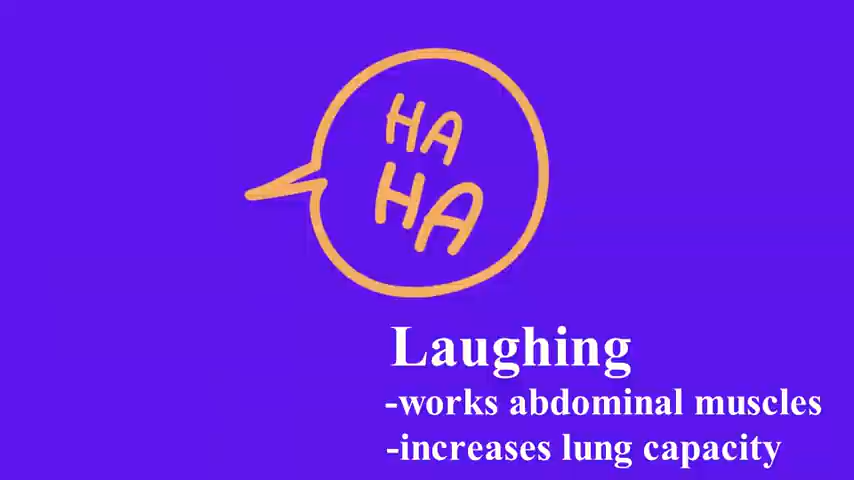 HA
HA
Laughing
-works abdominal muscles
-increases lung capacity